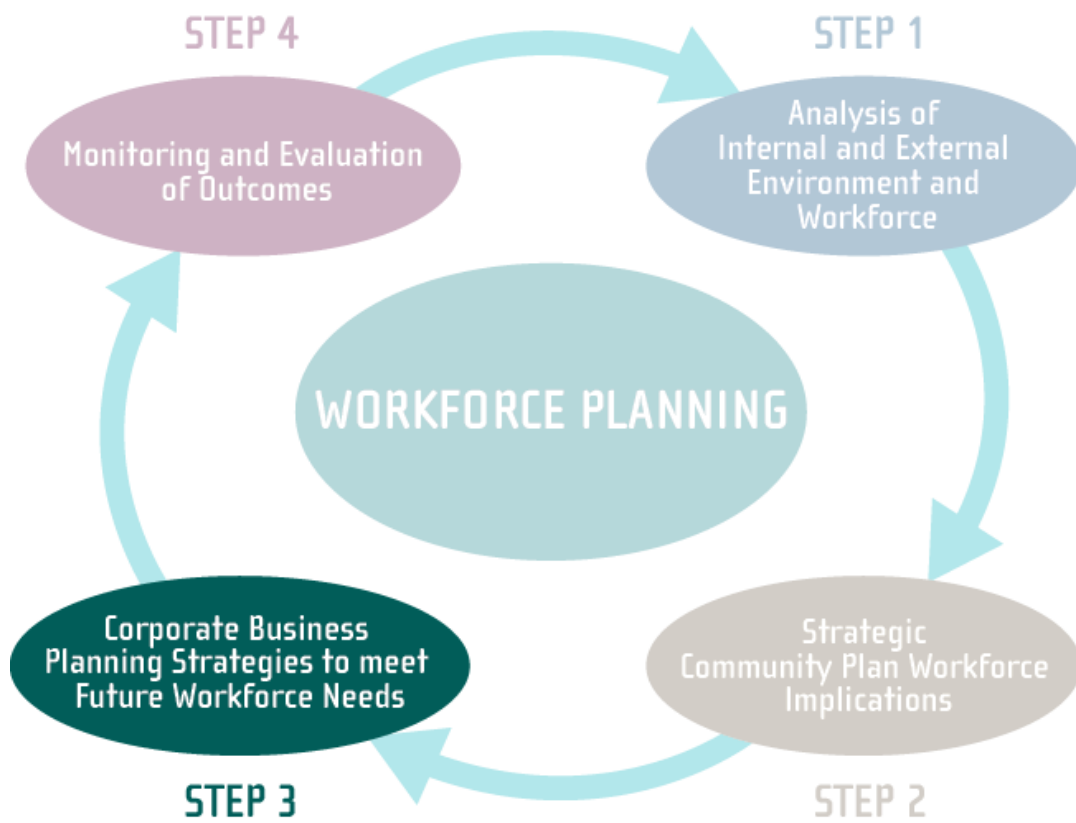 STEP 4
Monitoring and Evaluation
of Outcomes
STEP 1
Analysis of
Internal and External
Environment and
Workforce
WORKFORCE PLANNING
Corporate Business
Planning Strategies to meet
Future Workforce Needs
STEP 3
Strategic
Community Plan Workforce
Implications
STEP 2